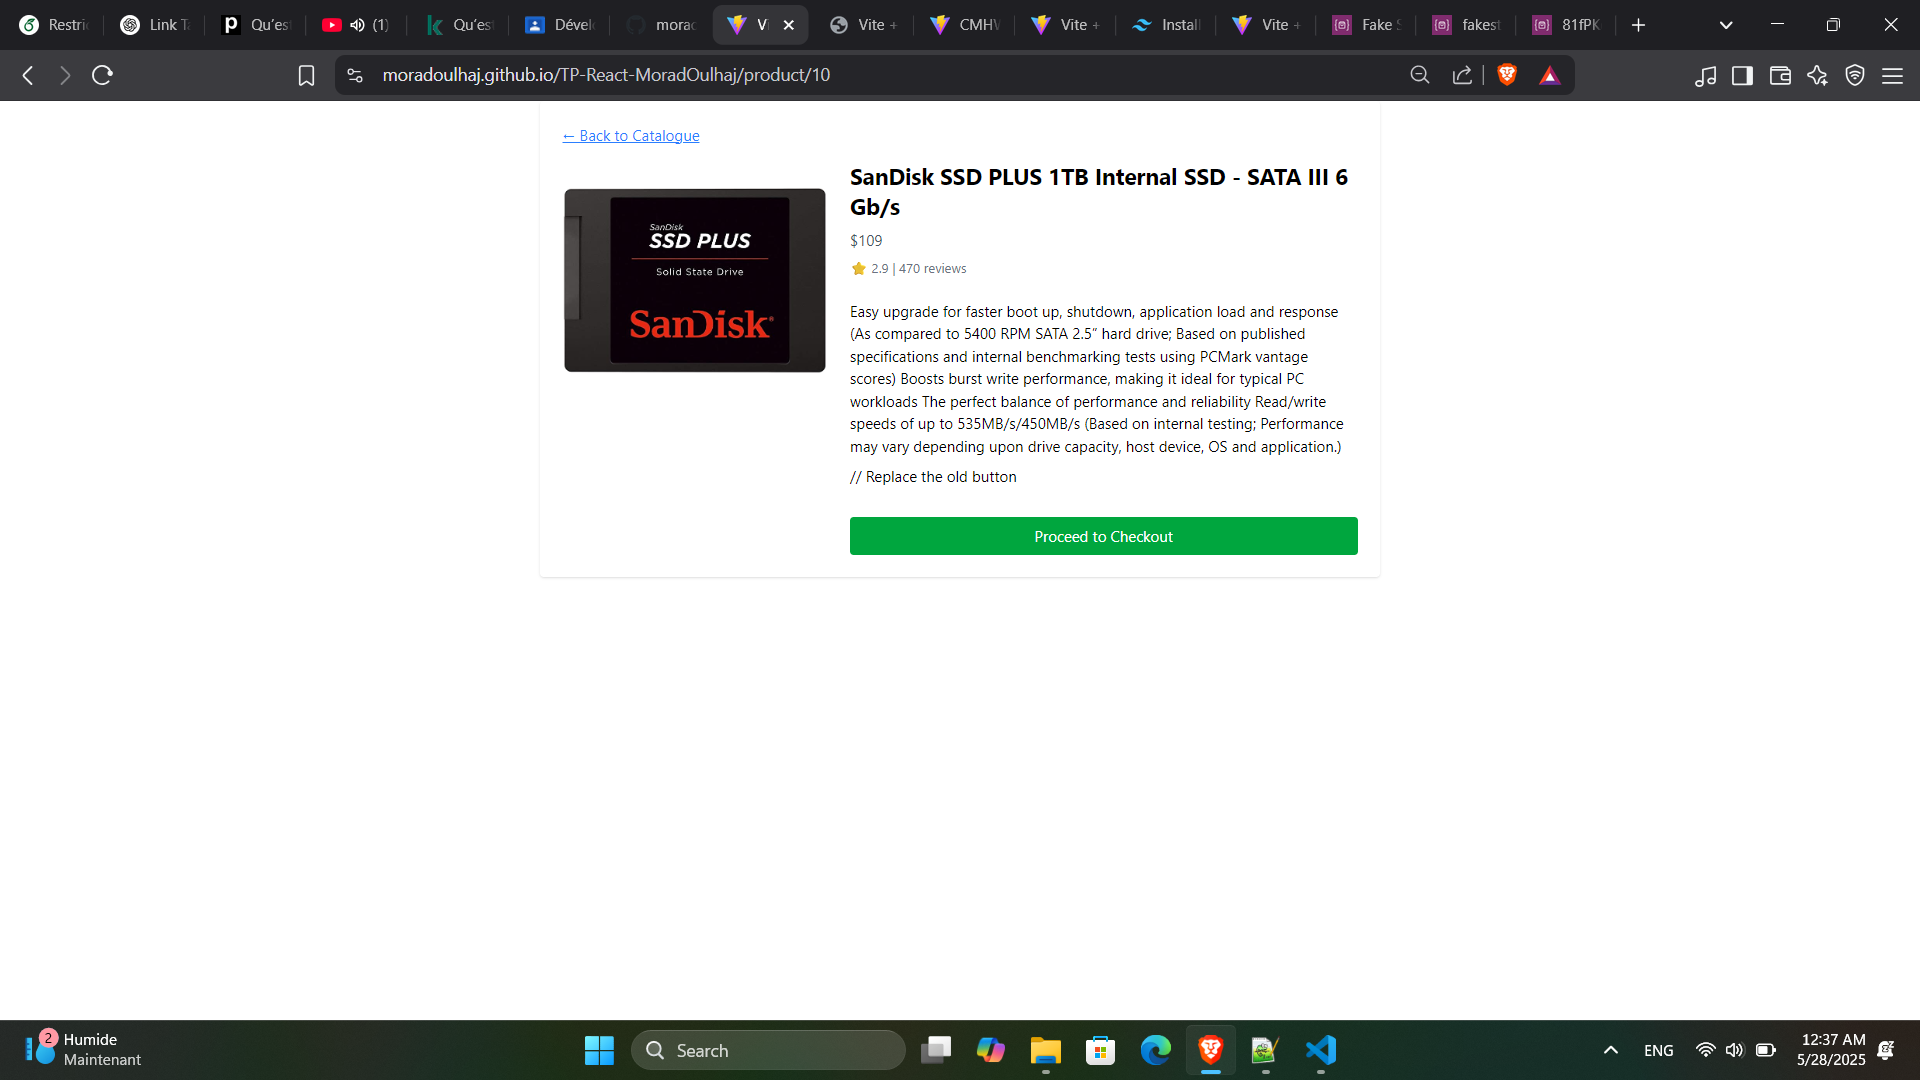 Restric
Link Ta
Qu'est
(1)
Qu'est
Dévelo
morad
Vi
Vite +
CMHW
Vite +
Install
Vite +
Fake S
fakest
81fPK
moradoulhaj.github.io/TP-React-MoradOulhaj/product/10
← Back to Catalogue
SanDisk
SSD PLUS
Solid State Drive
SanDisk®
SanDisk SSD PLUS 1TB Internal SSD - SATA III 6
Gb/s
$109
2.9 | 470 reviews
Easy upgrade for faster boot up, shutdown, application load and response
(As compared to 5400 RPM SATA 2.5” hard drive; Based on published
specifications and internal benchmarking tests using PCMark vantage
scores) Boosts burst write performance, making it ideal for typical PC
workloads The perfect balance of performance and reliability Read/write
speeds of up to 535MB/s/450MB/s (Based on internal testing; Performance
may vary depending upon drive capacity, host device, OS and application.)
// Replace the old button
Proceed to Checkout
2
Humide
Maintenant
Search
ENG
12:37 AM
5/28/2025